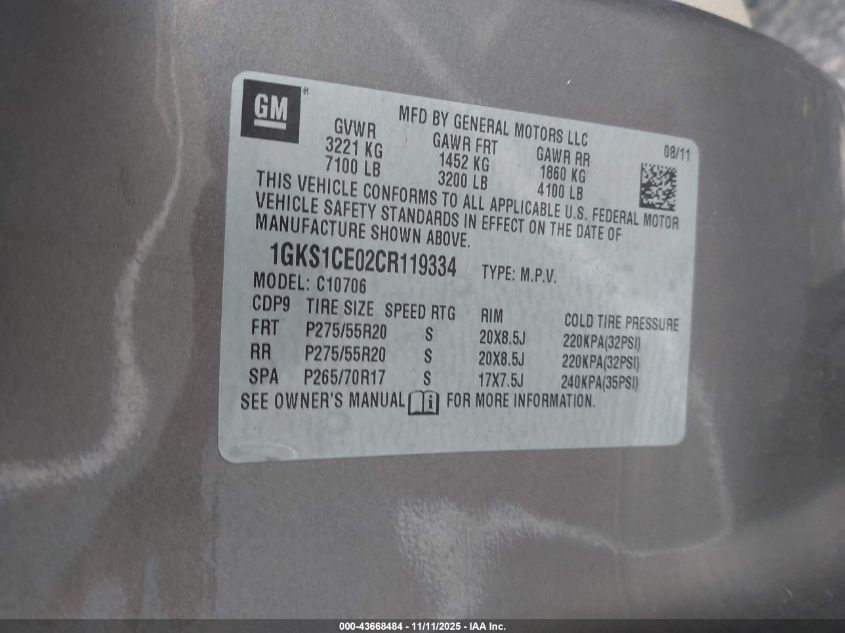 GM
MFD BY GENERAL MOTORS LLC
08/11
GVWR GAWR FRT GAWR RR
3221 KG 1452 KG 1860 KG
7100 LB 3200 LB 4100 LB
THIS VEHICLE CONFORMS TO ALL APPLICABLE U.S. FEDERAL MOTOR
VEHICLE SAFETY STANDARDS IN EFFECT ON THE DATE OF
MANUFACTURE SHOWN ABOVE.
1GKS1CE02CR119334 TYPE: M.P.V.
MODEL: C10706
CDP9 TIRE SIZE SPEED RTG RIM COLD TIRE PRESSURE
FRT P275/55R20 S 20X8.5J 220KPA(32PSI)
RR P275/55R20 S 20X8.5J 220KPA(32PSI)
SPA P265/70R17 S 17X7.5J 240KPA(35PSI)
SEE OWNER'S MANUAL i FOR MORE INFORMATION.
000-43668484 - 11/11/2025 - IAA Inc.